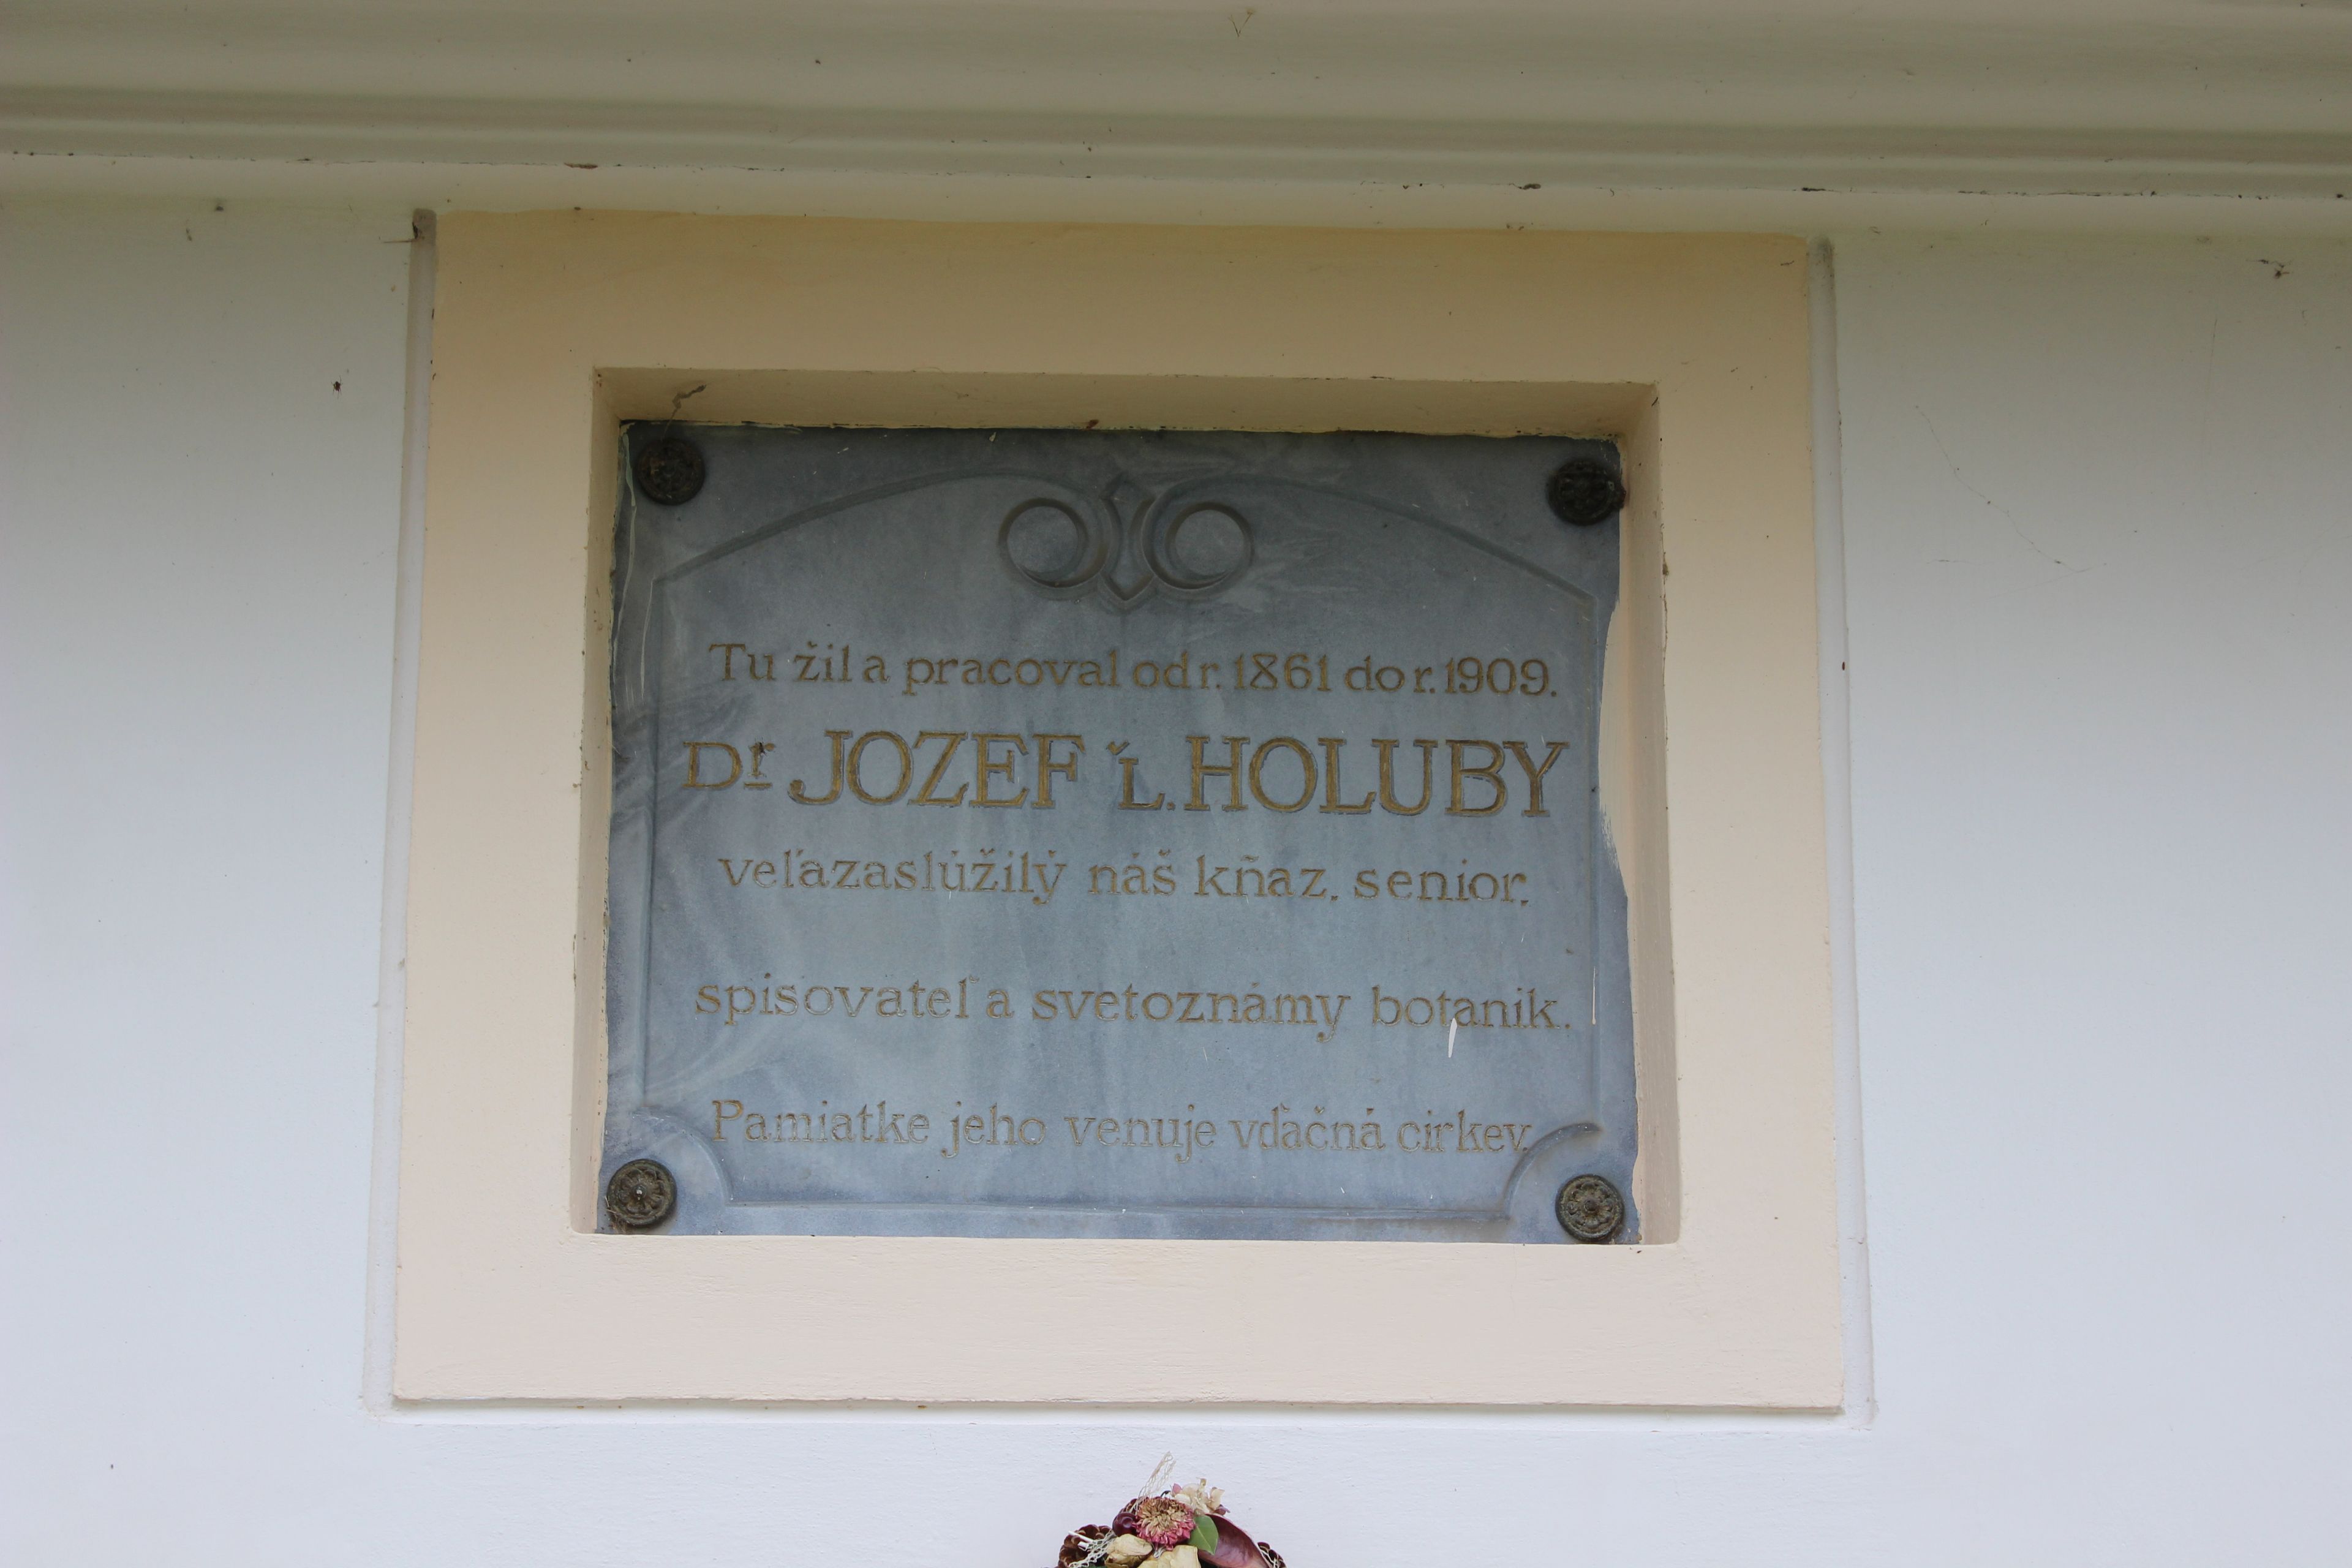 Tu žil a pracoval od r. 1861 do r. 1909.
Dr JOZEF Ľ. HOLUBY
veľazaslúžilý náš kňaz, senior,
spisovateľ a svetoznámy botanik.
Pamiatke jeho venuje vďačná cirkev.